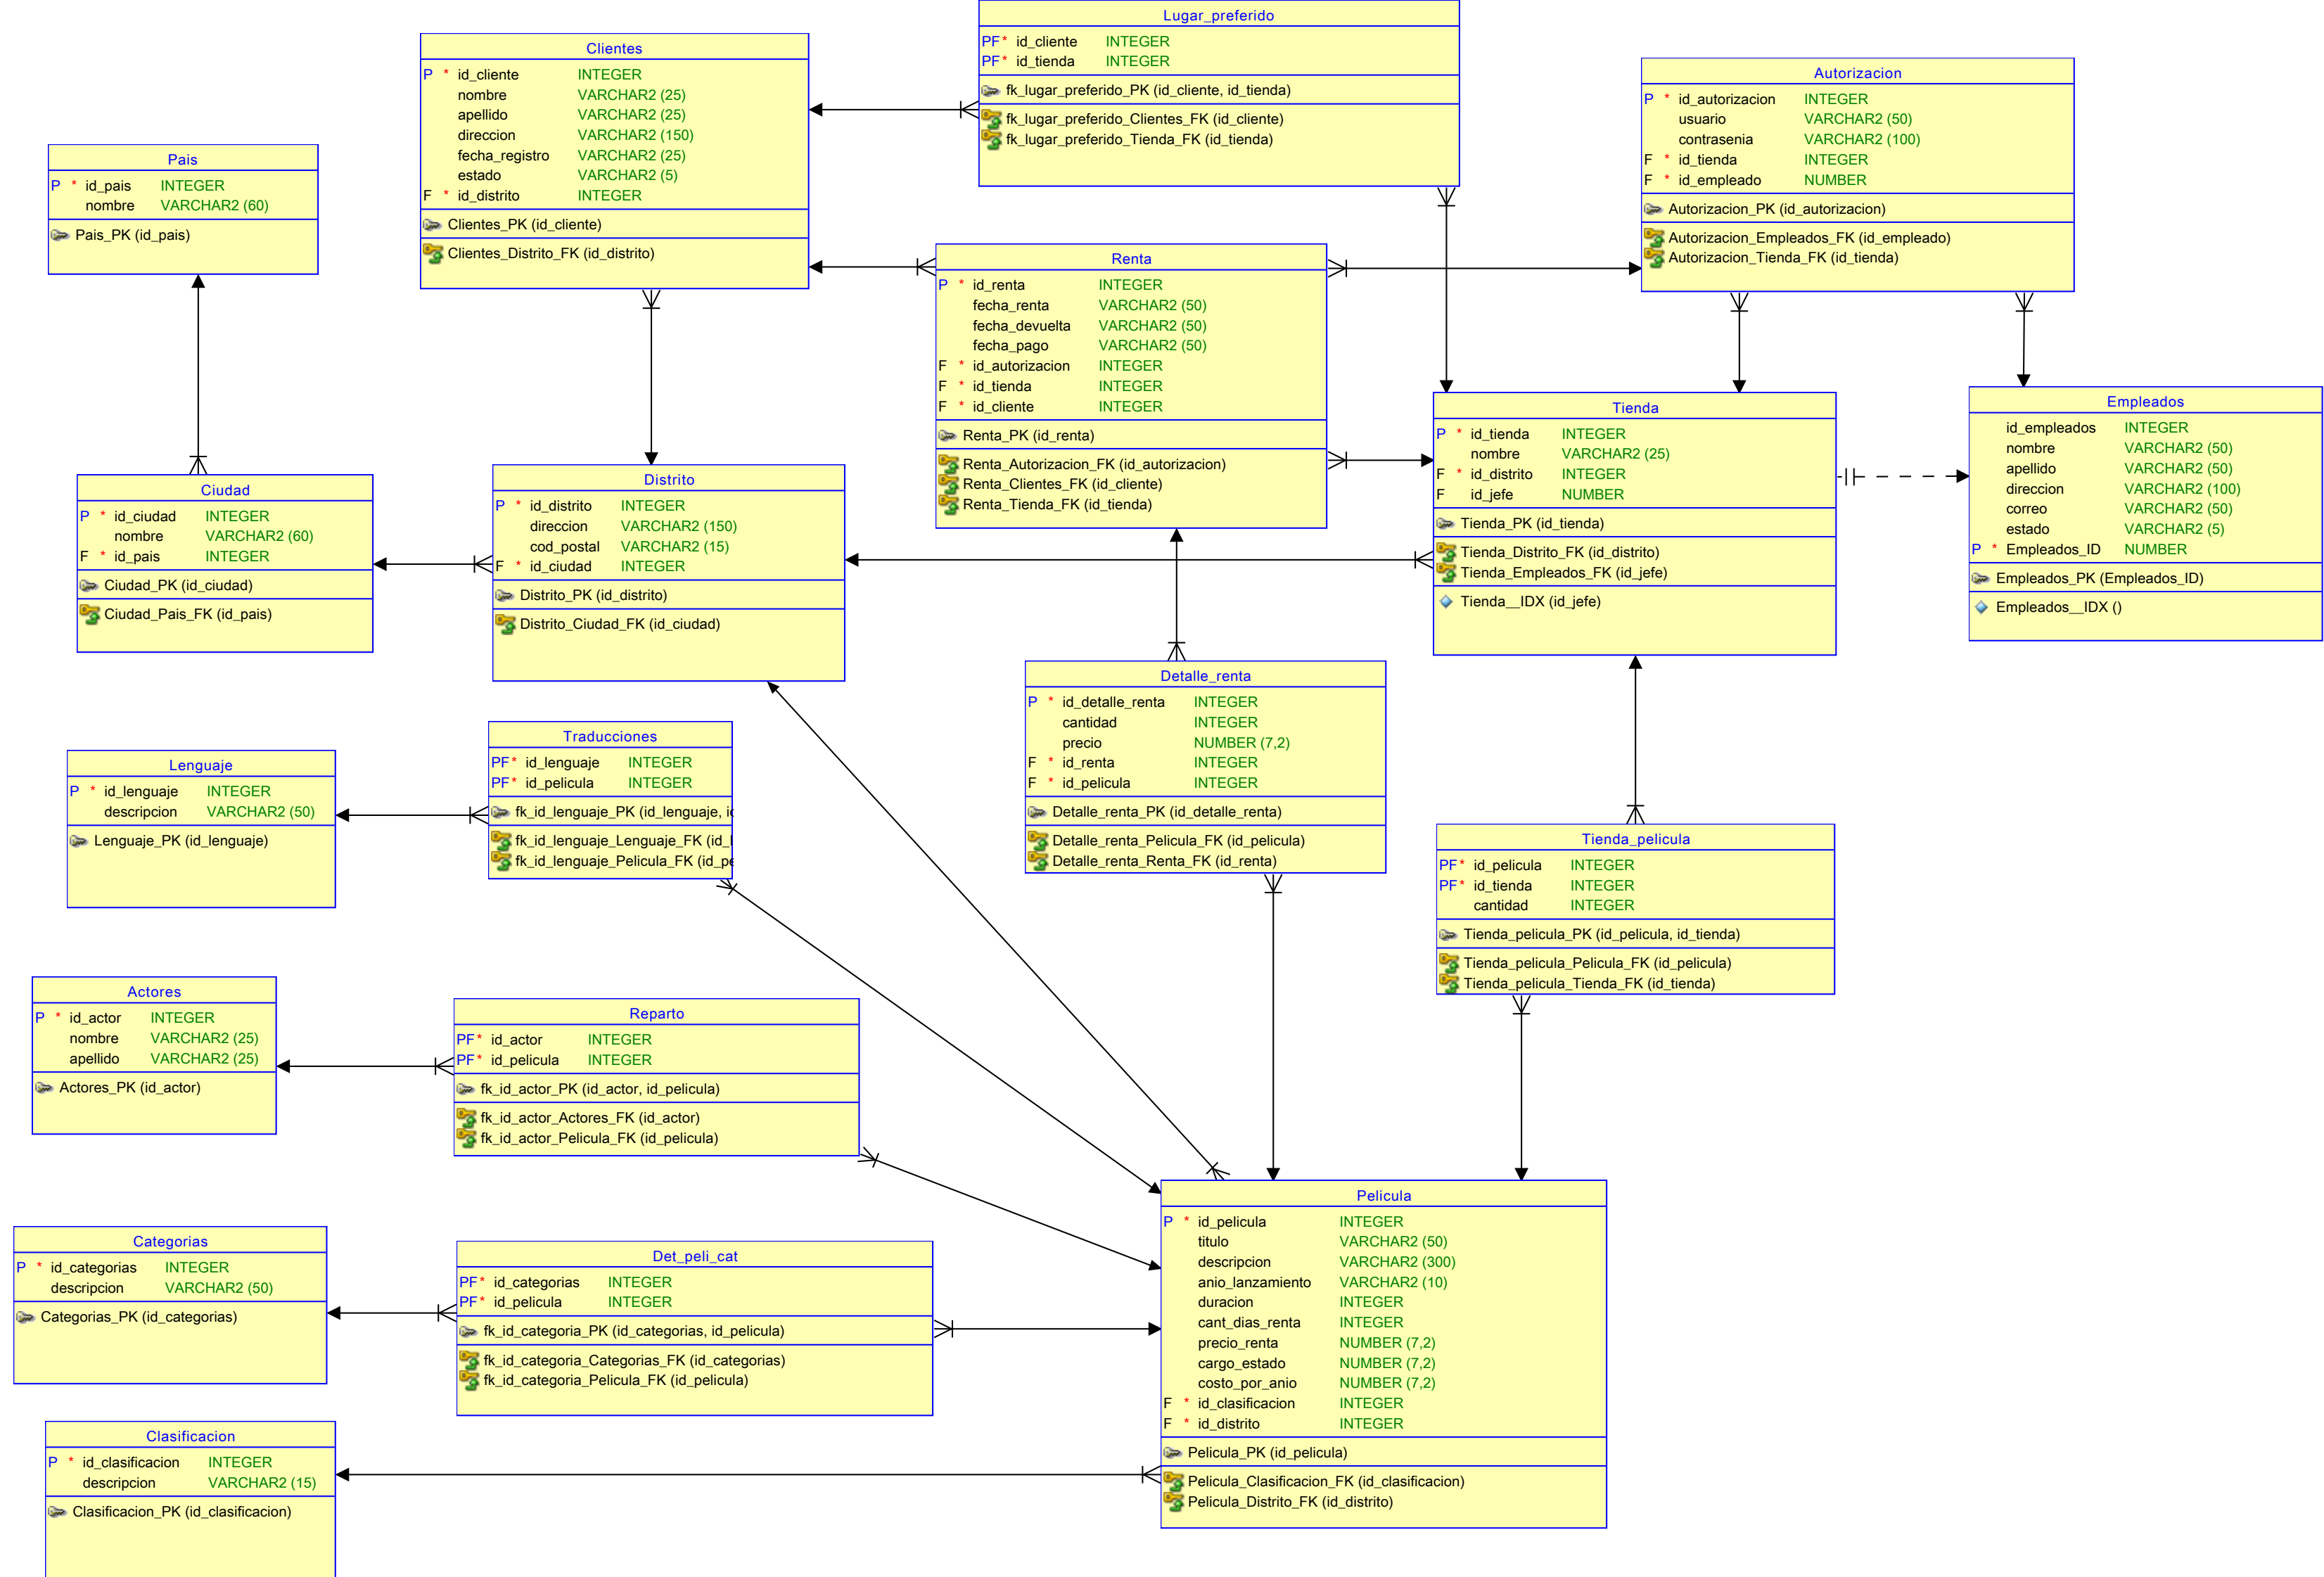 Lugar_preferido
PF* id_cliente INTEGER
PF* id_tienda INTEGER
fk_lugar_preferido_PK (id_cliente, id_tienda)
fk_lugar_preferido_Clientes_FK (id_cliente)
fk_lugar_preferido_Tienda_FK (id_tienda)
Clientes
P * id_cliente INTEGER
nombre VARCHAR2 (25)
apellido VARCHAR2 (25)
direccion VARCHAR2 (150)
fecha_registro VARCHAR2 (25)
estado VARCHAR2 (5)
F * id_distrito INTEGER
Clientes_PK (id_cliente)
Clientes_Distrito_FK (id_distrito)
Autorizacion
P * id_autorizacion INTEGER
usuario VARCHAR2 (50)
contrasenia VARCHAR2 (100)
F * id_tienda INTEGER
F * id_empleado NUMBER
Autorizacion_PK (id_autorizacion)
Autorizacion_Empleados_FK (id_empleado)
Autorizacion_Tienda_FK (id_tienda)
Pais
P * id_pais INTEGER
nombre VARCHAR2 (60)
Pais_PK (id_pais)
Renta
P * id_renta INTEGER
fecha_renta VARCHAR2 (50)
fecha_devuelta VARCHAR2 (50)
fecha_pago VARCHAR2 (50)
F * id_autorizacion INTEGER
F * id_tienda INTEGER
F * id_cliente INTEGER
Renta_PK (id_renta)
Renta_Autorizacion_FK (id_autorizacion)
Renta_Clientes_FK (id_cliente)
Renta_Tienda_FK (id_tienda)
Tienda
P * id_tienda INTEGER
nombre VARCHAR2 (25)
F * id_distrito INTEGER
F id_jefe NUMBER
Tienda_PK (id_tienda)
Tienda_Distrito_FK (id_distrito)
Tienda_Empleados_FK (id_jefe)
Tienda__IDX (id_jefe)
Empleados
id_empleados INTEGER
nombre VARCHAR2 (50)
apellido VARCHAR2 (50)
direccion VARCHAR2 (100)
correo VARCHAR2 (50)
estado VARCHAR2 (5)
P * Empleados_ID NUMBER
Empleados_PK (Empleados_ID)
Empleados__IDX ()
Ciudad
P * id_ciudad INTEGER
nombre VARCHAR2 (60)
F * id_pais INTEGER
Ciudad_PK (id_ciudad)
Ciudad_Pais_FK (id_pais)
Distrito
P * id_distrito INTEGER
direccion VARCHAR2 (150)
cod_postal VARCHAR2 (15)
F * id_ciudad INTEGER
Distrito_PK (id_distrito)
Distrito_Ciudad_FK (id_ciudad)
Detalle_renta
P * id_detalle_renta INTEGER
cantidad INTEGER
precio NUMBER (7,2)
F * id_renta INTEGER
F * id_pelicula INTEGER
Detalle_renta_PK (id_detalle_renta)
Detalle_renta_Pelicula_FK (id_pelicula)
Detalle_renta_Renta_FK (id_renta)
Traducciones
PF* id_lenguaje INTEGER
PF* id_pelicula INTEGER
fk_id_lenguaje_PK (id_lenguaje,
fk_id_lenguaje_Lenguaje_FK
fk_id_lenguaje_Pelicula_FK
Lenguaje
P * id_lenguaje INTEGER
descripcion VARCHAR2 (50)
Lenguaje_PK (id_lenguaje)
Tienda_pelicula
PF* id_pelicula INTEGER
PF* id_tienda INTEGER
cantidad INTEGER
Tienda_pelicula_PK (id_pelicula, id_tienda)
Tienda_pelicula_Pelicula_FK (id_pelicula)
Tienda_pelicula_Tienda_FK (id_tienda)
Actores
P * id_actor INTEGER
nombre VARCHAR2 (25)
apellido VARCHAR2 (25)
Actores_PK (id_actor)
Reparto
PF* id_actor INTEGER
PF* id_pelicula INTEGER
fk_id_actor_PK (id_actor, id_pelicula)
fk_id_actor_Actores_FK (id_actor)
fk_id_actor_Pelicula_FK (id_pelicula)
Pelicula
P * id_pelicula INTEGER
titulo VARCHAR2 (50)
descripcion VARCHAR2 (300)
anio_lanzamiento VARCHAR2 (10)
duracion INTEGER
cant_dias_renta INTEGER
precio_renta NUMBER (7,2)
cargo_estado NUMBER (7,2)
costo_por_anio NUMBER (7,2)
F * id_clasificacion INTEGER
F * id_distrito INTEGER
Pelicula_PK (id_pelicula)
Pelicula_Clasificacion_FK (id_clasificacion)
Pelicula_Distrito_FK (id_distrito)
Categorias
P * id_categorias INTEGER
descripcion VARCHAR2 (50)
Categorias_PK (id_categorias)
Det_peli_cat
PF* id_categorias INTEGER
PF* id_pelicula INTEGER
fk_id_categoria_PK (id_categorias, id_pelicula)
fk_id_categoria_Categorias_FK (id_categorias)
fk_id_categoria_Pelicula_FK (id_pelicula)
Clasificacion
P * id_clasificacion INTEGER
descripcion VARCHAR2 (15)
Clasificacion_PK (id_clasificacion)